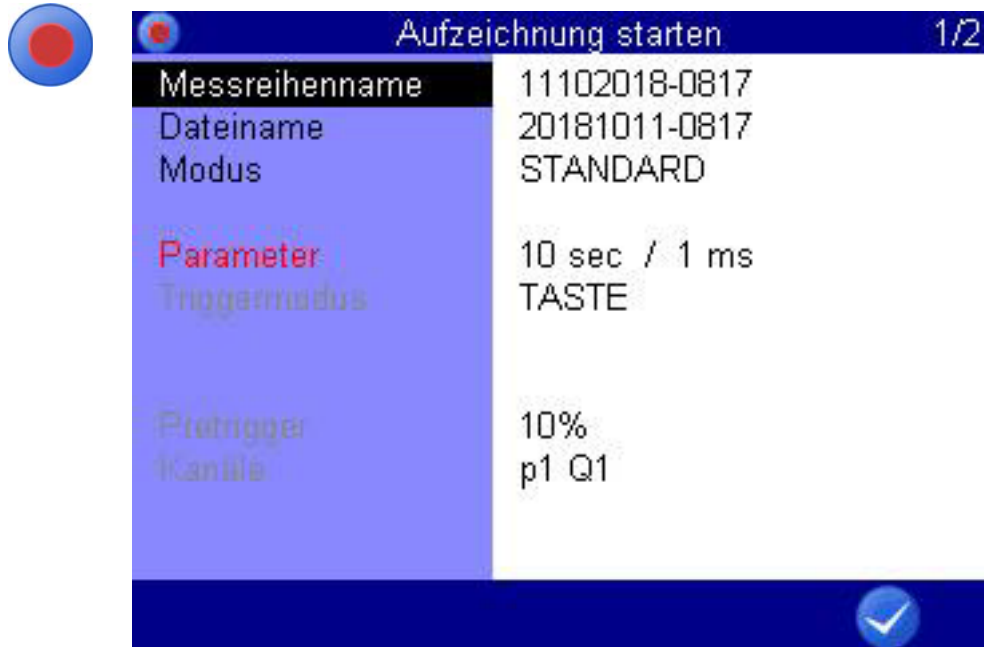 Aufzeichnung starten 1/2
Messreihenname 11102018-0817
Dateiname 20181011-0817
Modus STANDARD
Parameter 10 sec / 1 ms
Triggermodus TASTE
Pretrigger 10%
Kanäle p1 Q1